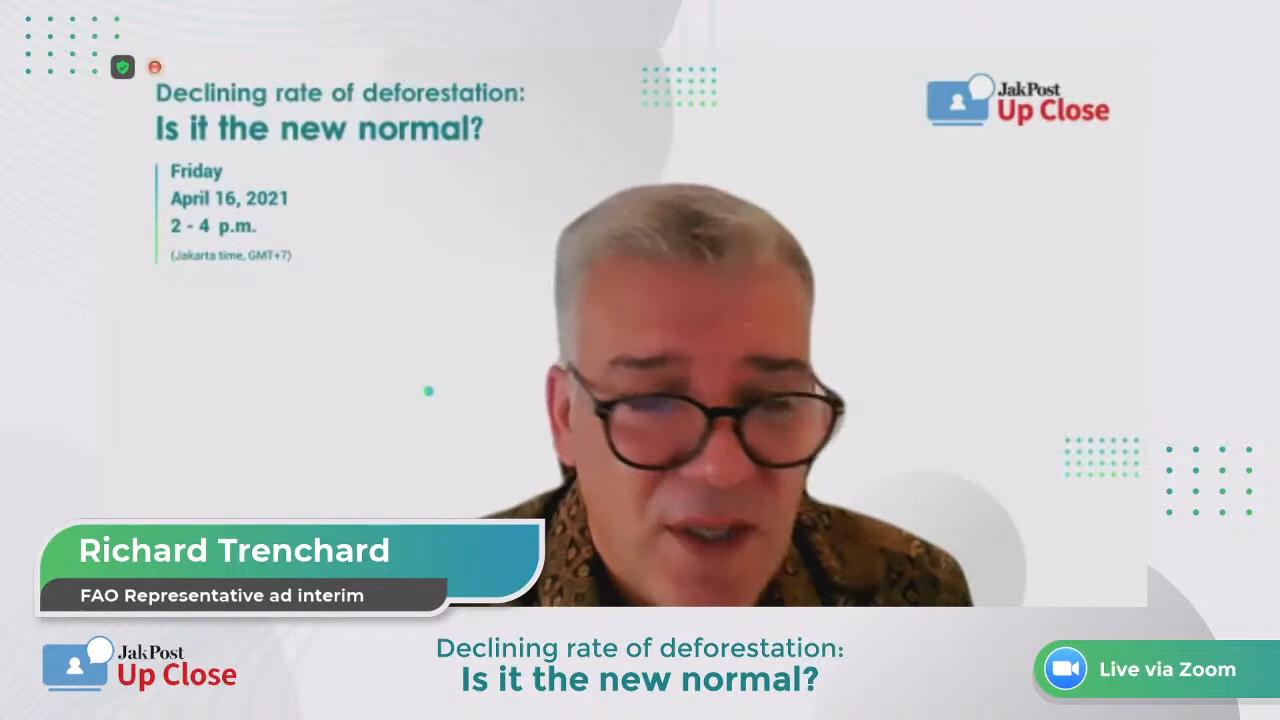 Declining rate of deforestation:
Is it the new normal?
Friday
April 16, 2021
2 - 4 p.m.
(Jakarta time, GMT+7)
JakPost
Up Close
Richard Trenchard
FAO Representative ad interim
JakPost
Up Close
Declining rate of deforestation:
Is it the new normal?
Live via Zoom